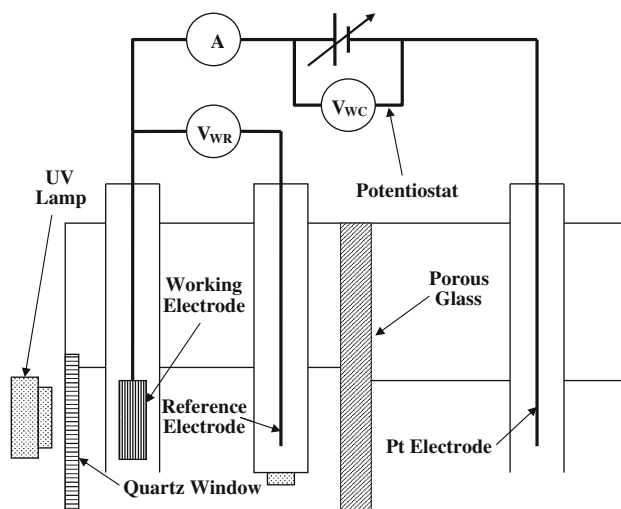 A
V_WC
V_WR
Potentiostat
UV
Lamp
Working
Electrode
Porous
Glass
Reference
Electrode
Pt Electrode
Quartz Window